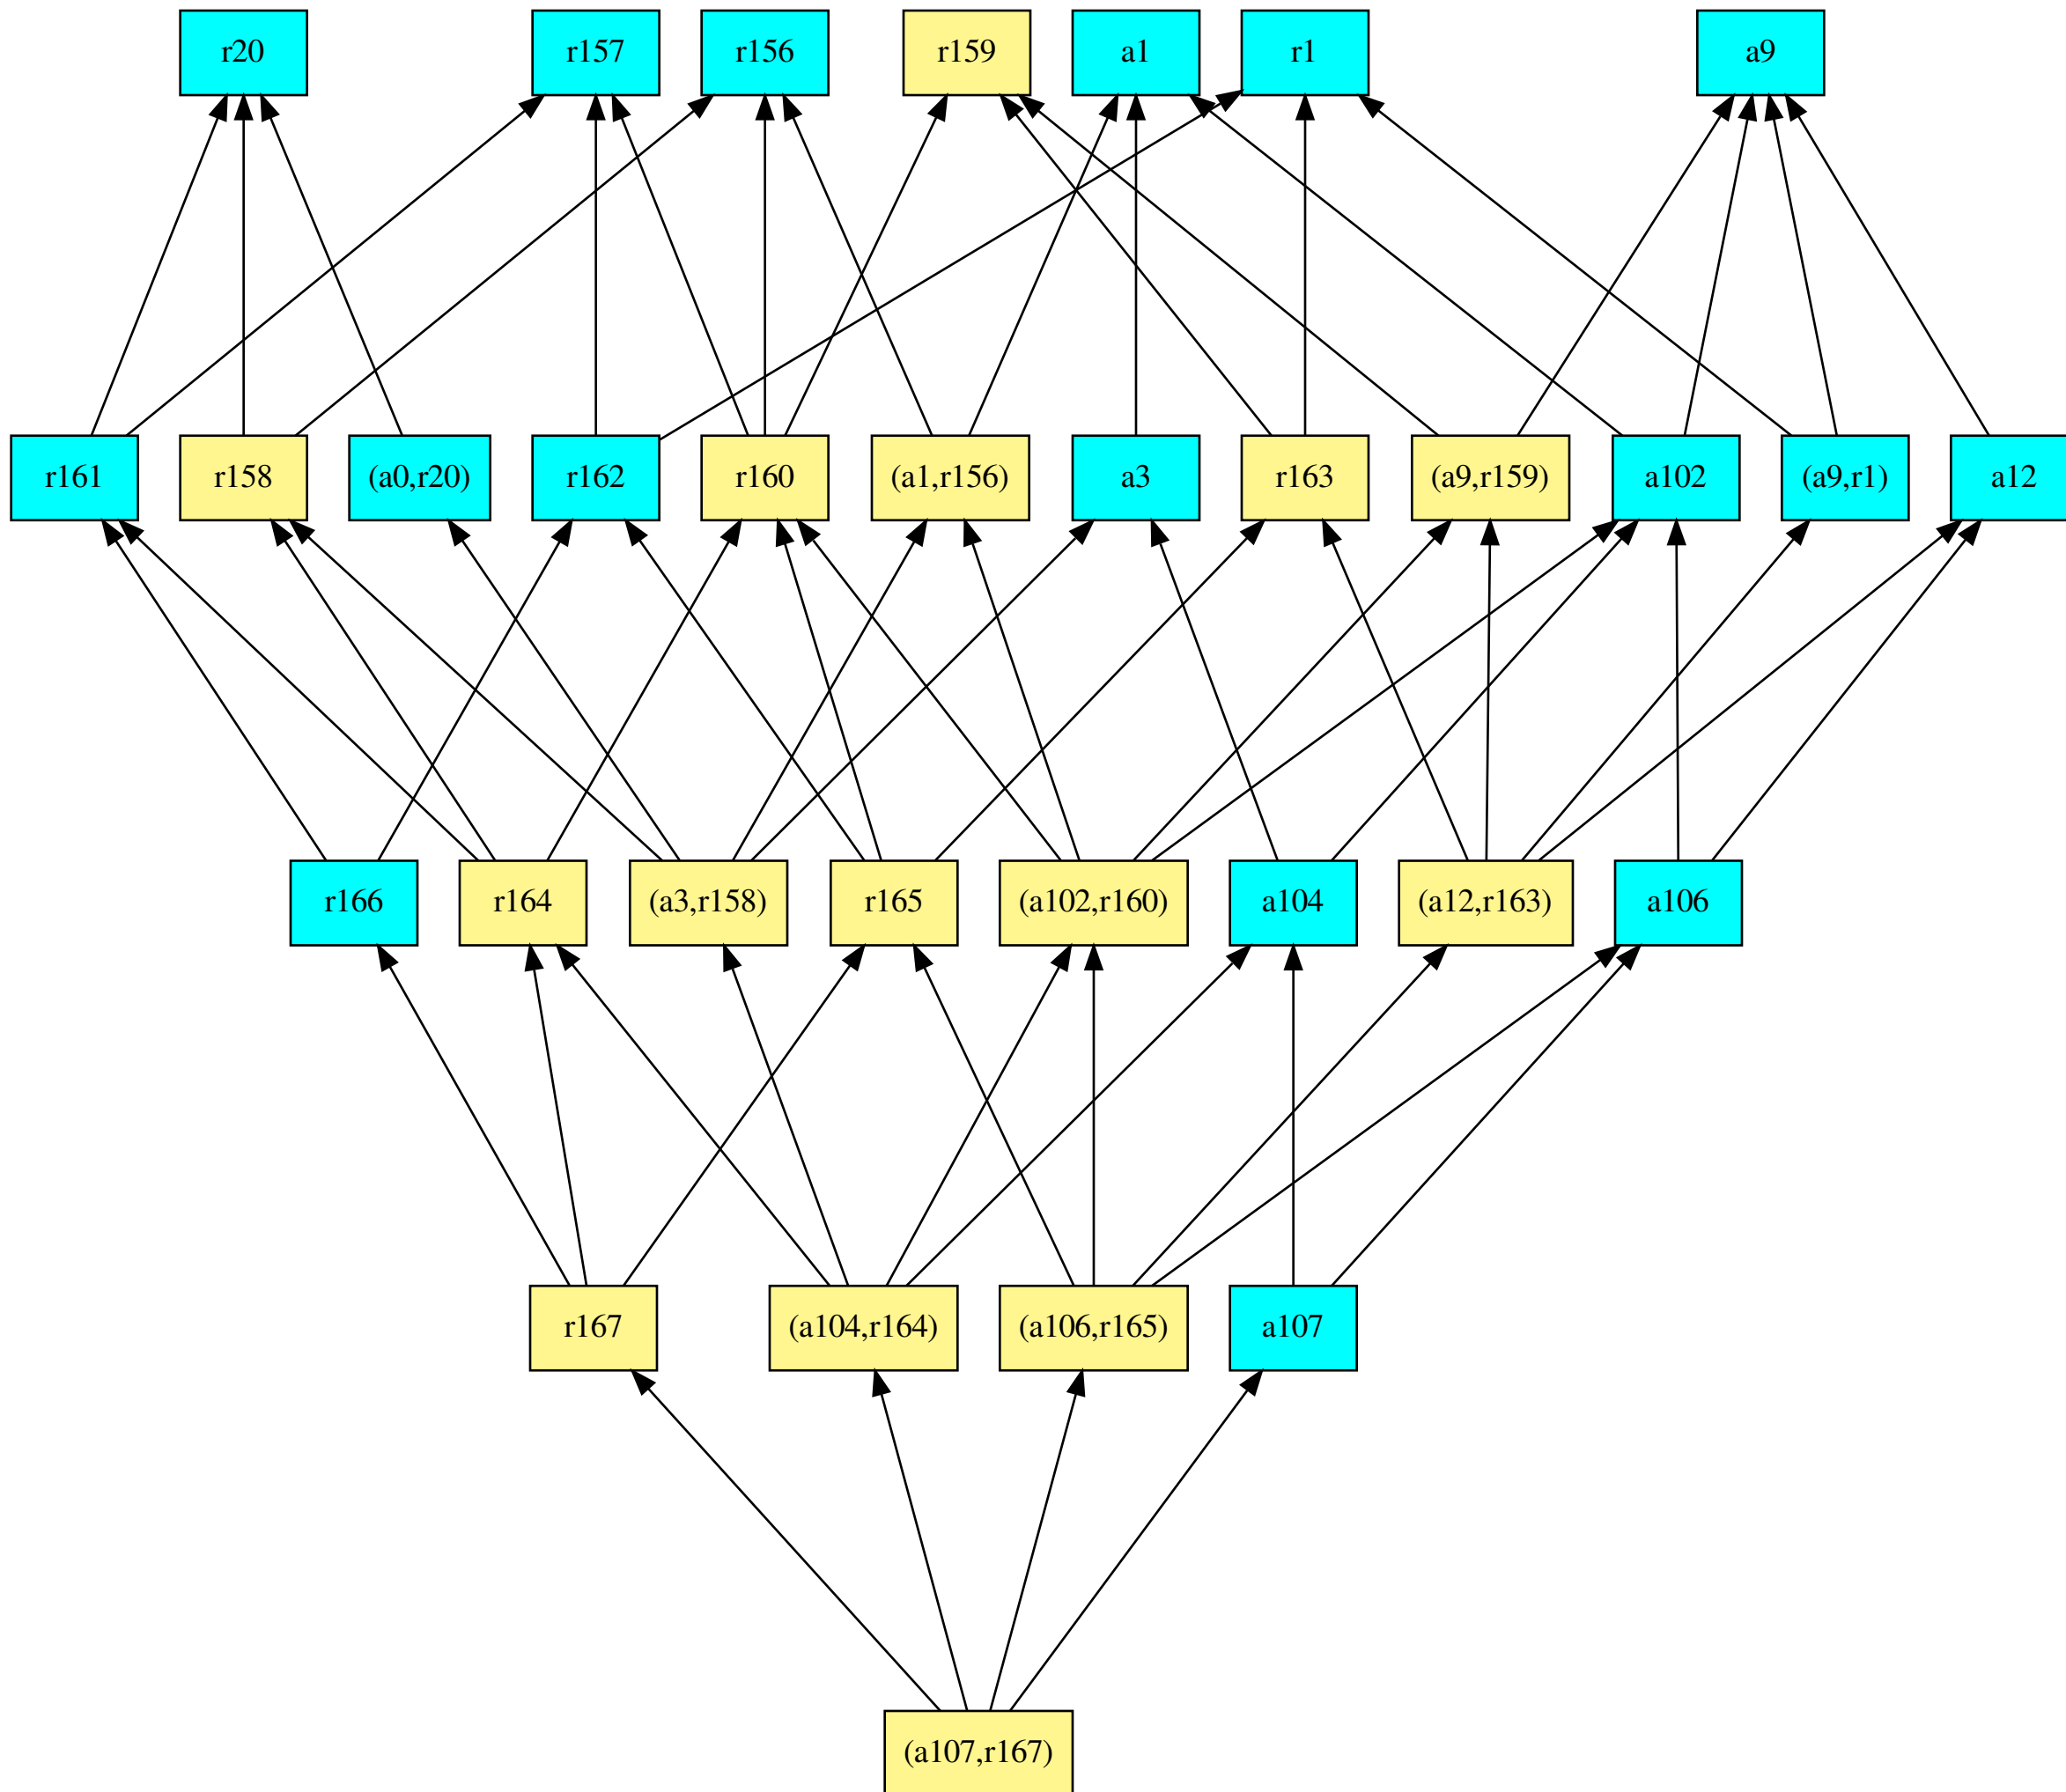 r20
r157
r156
r159
a1
r1
a9
r161
r158
(a0,r20)
r162
r160
(a1,r156)
a3
r163
(a9,r159)
a102
(a9,r1)
a12
r166
r164
(a3,r158)
r165
(a102,r160)
a104
(a12,r163)
a106
r167
(a104,r164)
(a106,r165)
a107
(a107,r167)